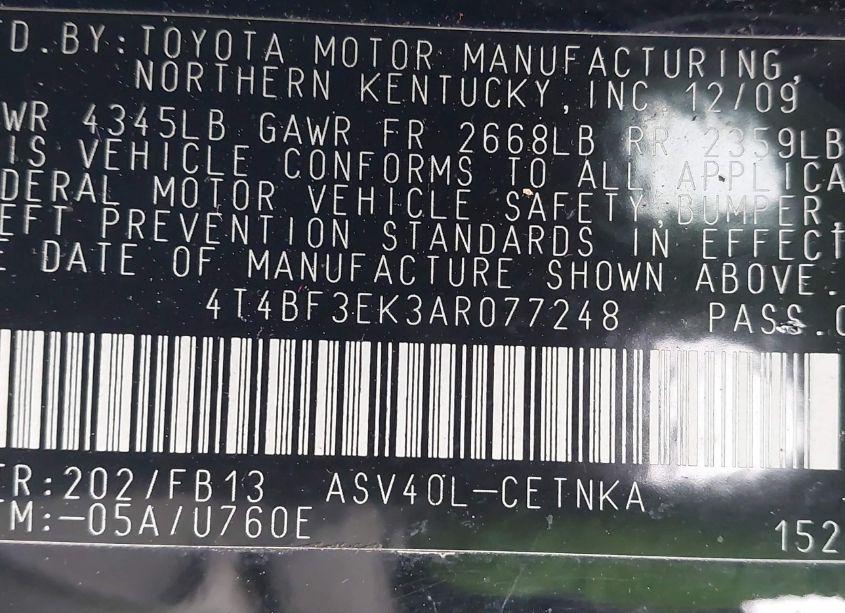 D.BY:TOYOTA MOTOR MANUFACTURING,
NORTHERN KENTUCKY, INC. 12/09
WR 4345LB GAWR FR 2668LB RR 2359LB
IS VEHICLE CONFORMS TO ALL APPLICA
DERAL MOTOR VEHICLE SAFETY,BUMPER,
EFT PREVENTION STANDARDS IN EFFECT
E DATE OF MANUFACTURE SHOWN ABOVE.
4T4BF3EK3AR077248 PASS.C
ER:202/FB13 ASV40L-CETNKA
TM:-05A/U760E
152